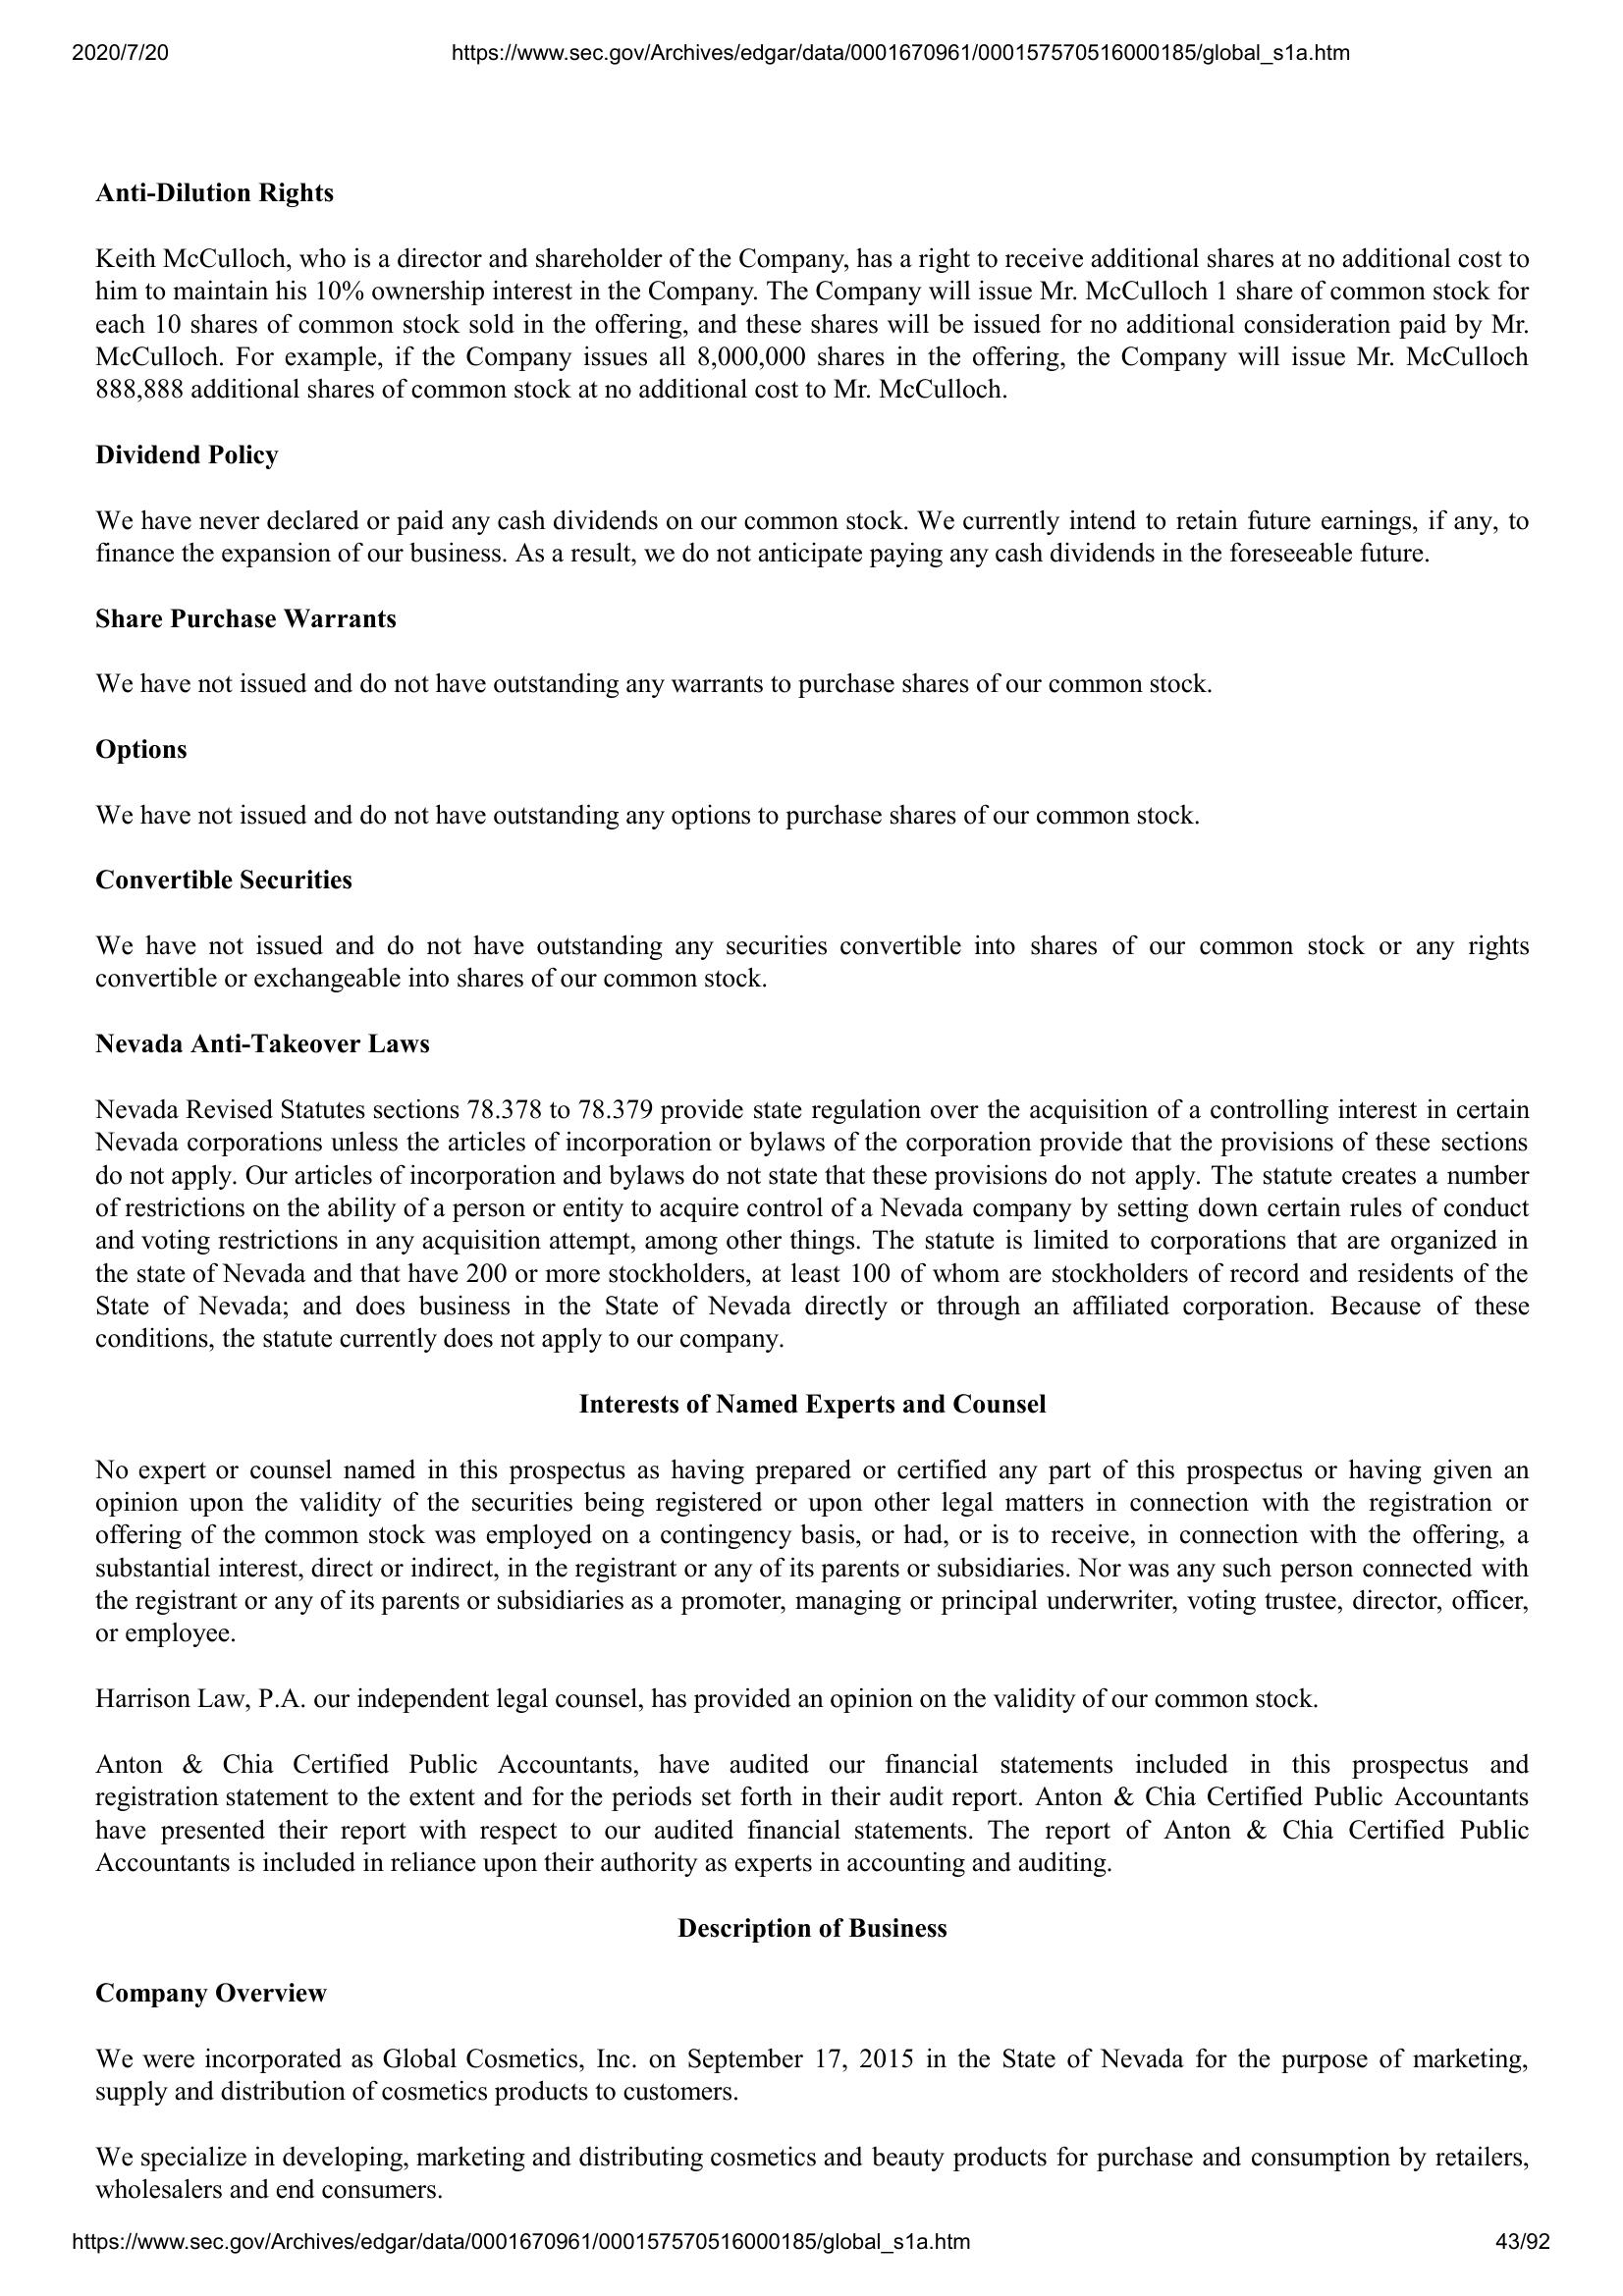 2020/7/20 https://www.sec.gov/Archives/edgar/data/0001670961/000157570516000185/global_s1a.htm
Anti-Dilution Rights
Keith McCulloch, who is a director and shareholder of the Company, has a right to receive additional shares at no additional cost to
him to maintain his 10% ownership interest in the Company. The Company will issue Mr. McCulloch 1 share of common stock for
each 10 shares of common stock sold in the offering, and these shares will be issued for no additional consideration paid by Mr.
McCulloch. For example, if the Company issues all 8,000,000 shares in the offering, the Company will issue Mr. McCulloch
888,888 additional shares of common stock at no additional cost to Mr. McCulloch.
Dividend Policy
We have never declared or paid any cash dividends on our common stock. We currently intend to retain future earnings, if any, to
finance the expansion of our business. As a result, we do not anticipate paying any cash dividends in the foreseeable future.
Share Purchase Warrants
We have not issued and do not have outstanding any warrants to purchase shares of our common stock.
Options
We have not issued and do not have outstanding any options to purchase shares of our common stock.
Convertible Securities
We have not issued and do not have outstanding any securities convertible into shares of our common stock or any rights
convertible or exchangeable into shares of our common stock.
Nevada Anti-Takeover Laws
Nevada Revised Statutes sections 78.378 to 78.379 provide state regulation over the acquisition of a controlling interest in certain
Nevada corporations unless the articles of incorporation or bylaws of the corporation provide that the provisions of these sections
do not apply. Our articles of incorporation and bylaws do not state that these provisions do not apply. The statute creates a number
of restrictions on the ability of a person or entity to acquire control of a Nevada company by setting down certain rules of conduct
and voting restrictions in any acquisition attempt, among other things. The statute is limited to corporations that are organized in
the state of Nevada and that have 200 or more stockholders, at least 100 of whom are stockholders of record and residents of the
State of Nevada; and does business in the State of Nevada directly or through an affiliated corporation. Because of these
conditions, the statute currently does not apply to our company.
Interests of Named Experts and Counsel
No expert or counsel named in this prospectus as having prepared or certified any part of this prospectus or having given an
opinion upon the validity of the securities being registered or upon other legal matters in connection with the registration or
offering of the common stock was employed on a contingency basis, or had, or is to receive, in connection with the offering, a
substantial interest, direct or indirect, in the registrant or any of its parents or subsidiaries. Nor was any such person connected with
the registrant or any of its parents or subsidiaries as a promoter, managing or principal underwriter, voting trustee, director, officer,
or employee.
Harrison Law, P.A. our independent legal counsel, has provided an opinion on the validity of our common stock.
Anton & Chia Certified Public Accountants, have audited our financial statements included in this prospectus and
registration statement to the extent and for the periods set forth in their audit report. Anton & Chia Certified Public Accountants
have presented their report with respect to our audited financial statements. The report of Anton & Chia Certified Public
Accountants is included in reliance upon their authority as experts in accounting and auditing.
Description of Business
Company Overview
We were incorporated as Global Cosmetics, Inc. on September 17, 2015 in the State of Nevada for the purpose of marketing,
supply and distribution of cosmetics products to customers.
We specialize in developing, marketing and distributing cosmetics and beauty products for purchase and consumption by retailers,
wholesalers and end consumers.
https://www.sec.gov/Archives/edgar/data/0001670961/000157570516000185/global_s1a.htm 43/92